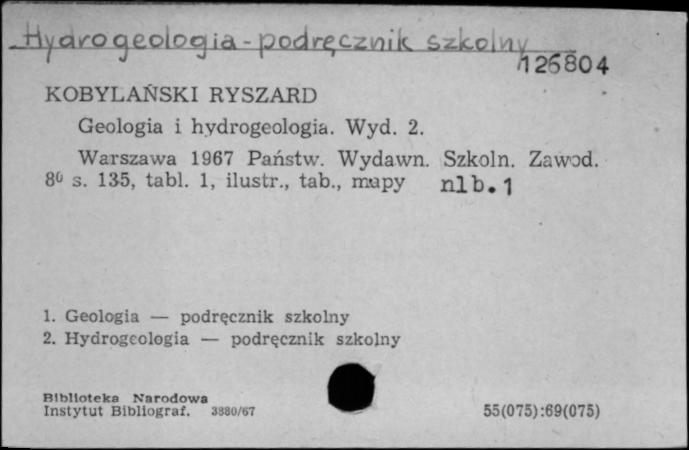 Hydrogeologia - podręcznik szkolny
126804
KOBYLAŃSKI RYSZARD
Geologia i hydrogeologia. Wyd. 2.
Warszawa 1967 Państw. Wydawn. Szkoln. Zawod.
8⁰ s. 135, tabl. 1, ilustr., tab., mapy nlb.1
1. Geologia — podręcznik szkolny
2. Hydrogeologia — podręcznik szkolny
Biblioteka Narodowa
Instytut Bibliograf. 3880/67
55(075):69(075)